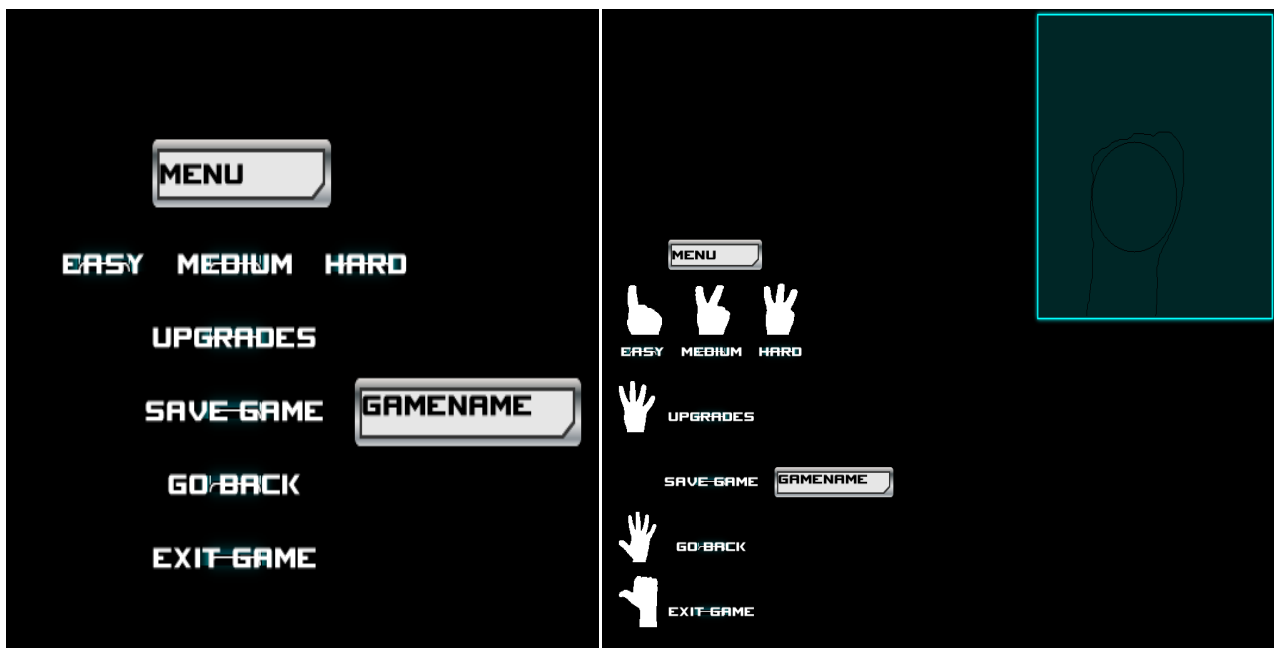 MENU
EASY MEDIUM HARD
UPGRADES
SAVE GAME GAMENAME
GO BACK
EXIT GAME
MENU
EASY MEDIUM HARD
UPGRADES
SAVE GAME GAMENAME
GO BACK
EXIT GAME